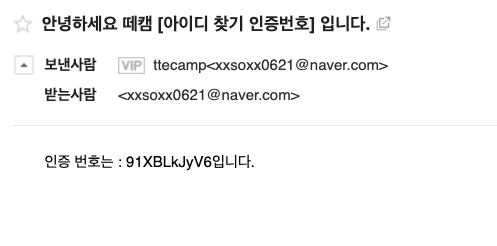 안녕하세요 떼캠 [아이디 찾기 인증번호] 입니다.
보낸사람 VIP ttecamp<xxsoxx0621@naver.com>
받는사람 <xxsoxx0621@naver.com>
인증 번호는 : 91XBLkJyV6입니다.